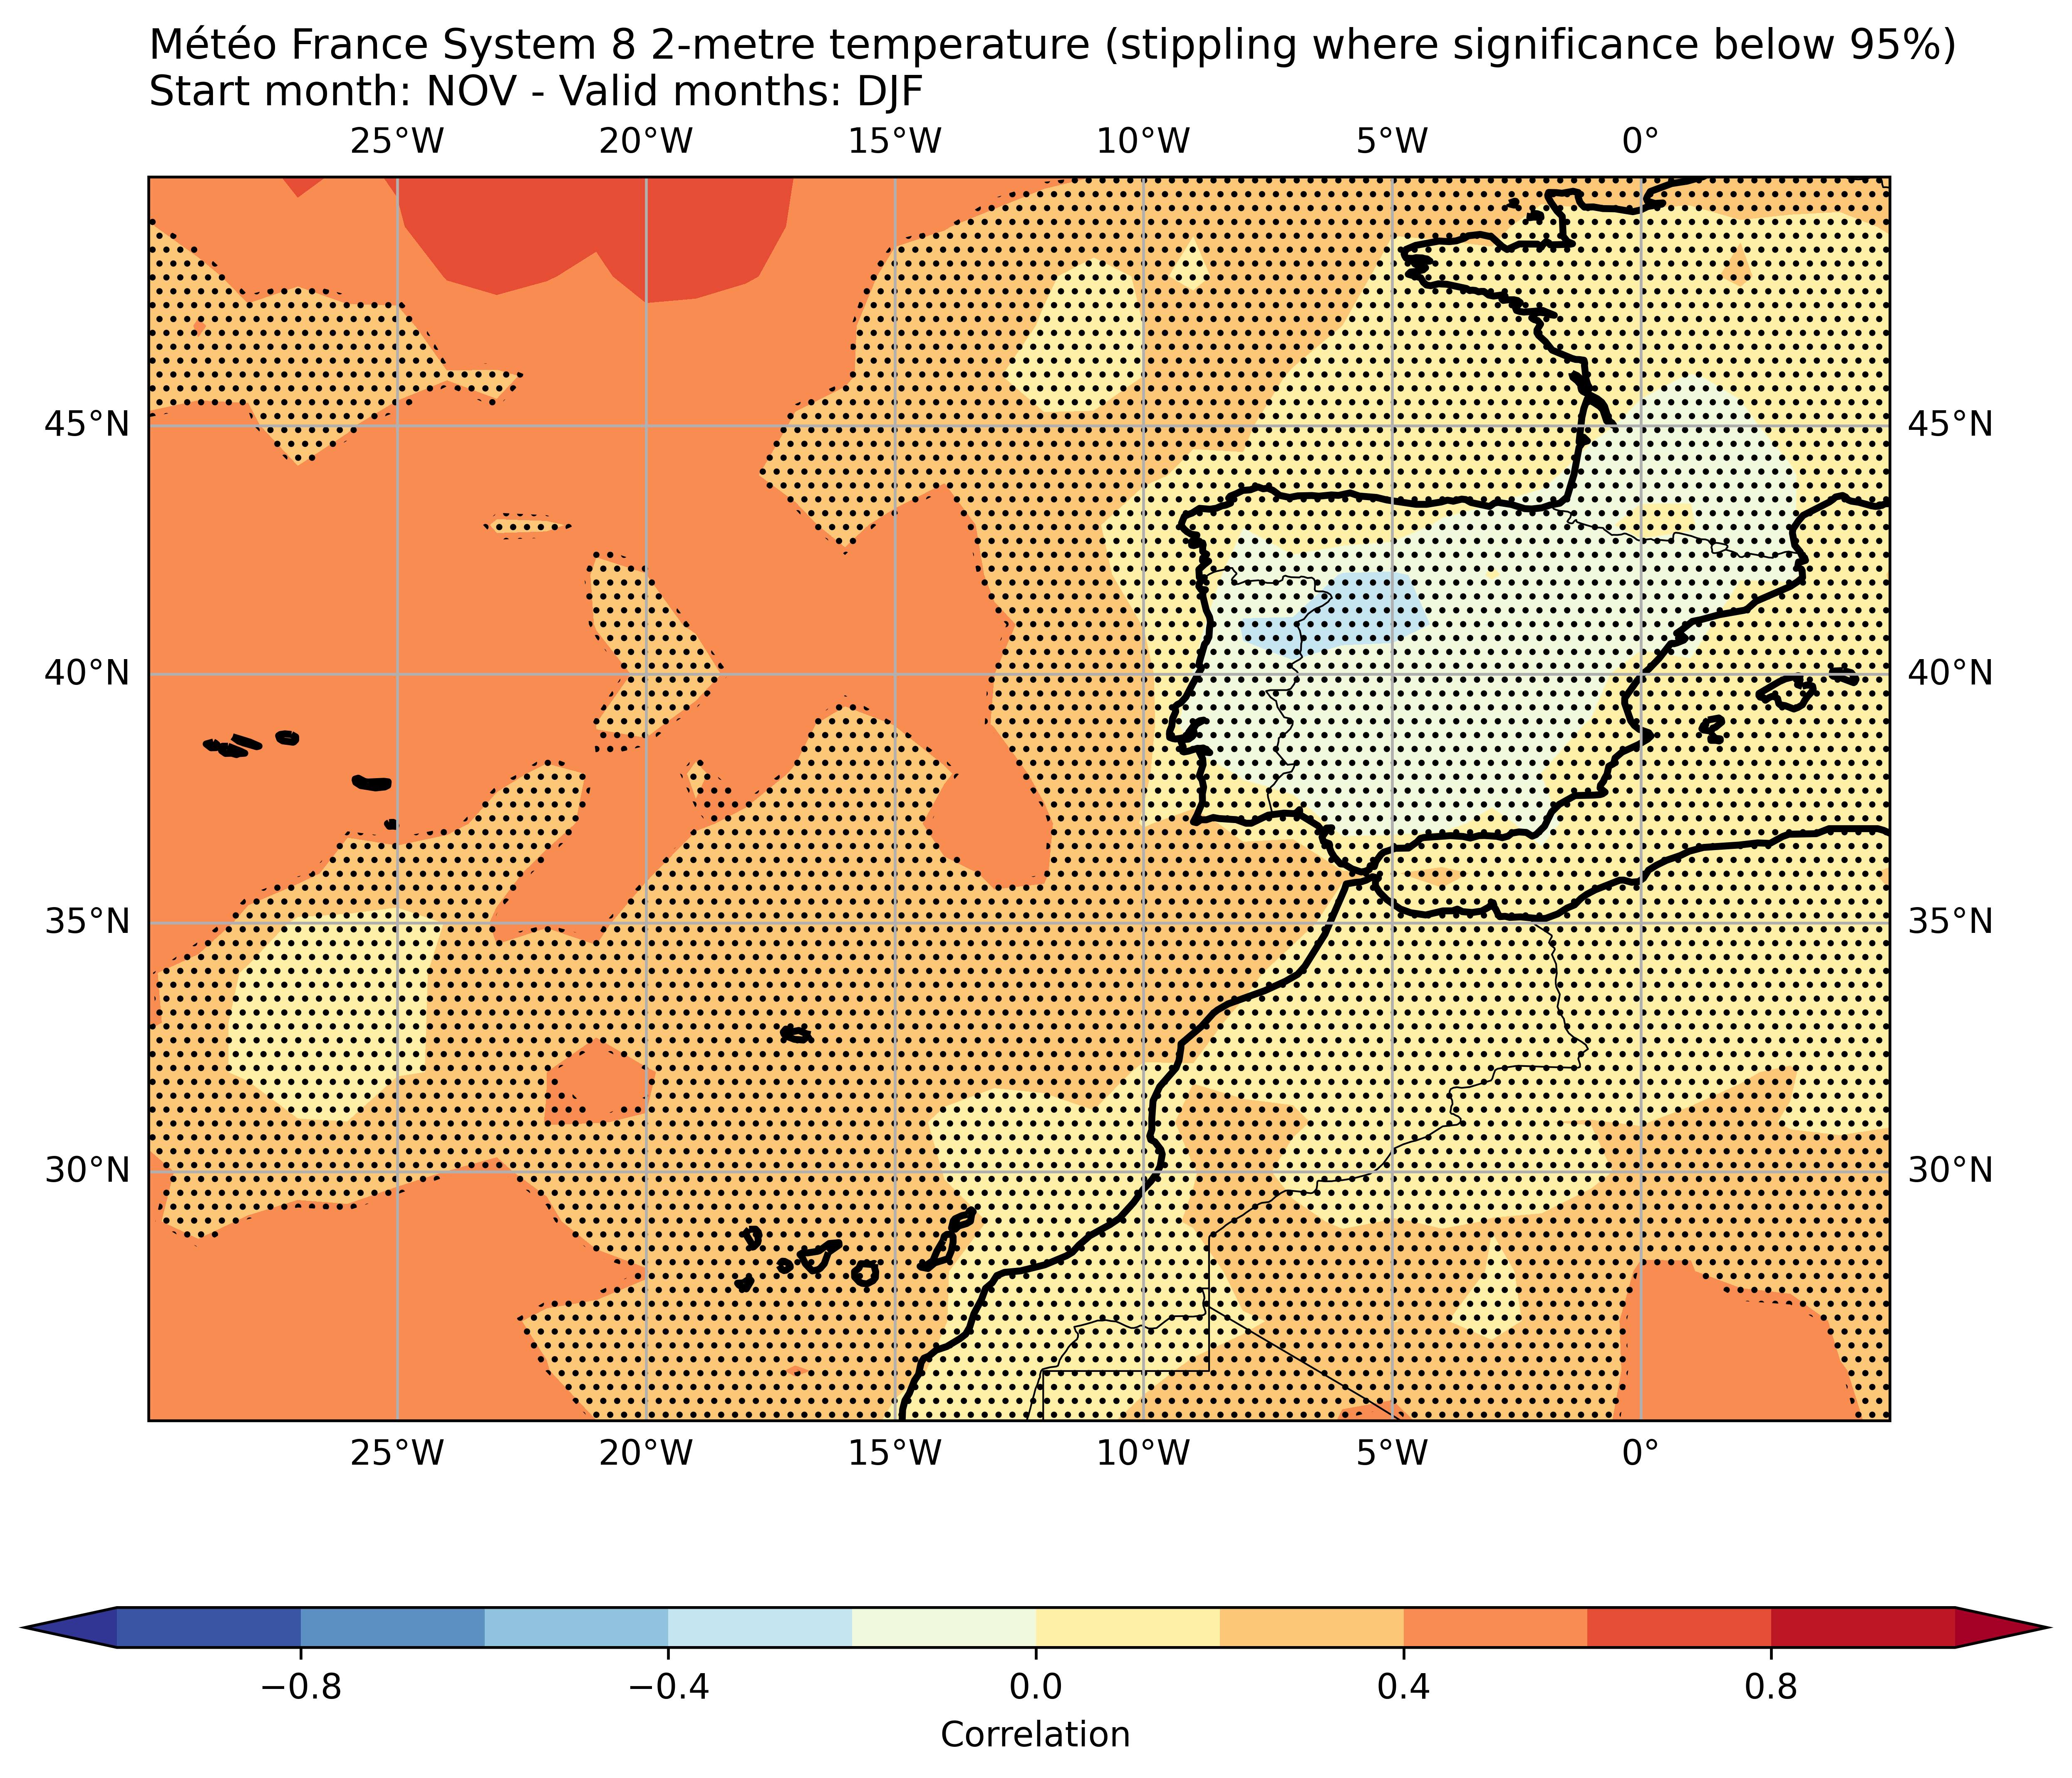 Météo France System 8 2-metre temperature (stippling where significance below 95%)
Start month: NOV - Valid months: DJF
25°W 20°W 15°W 10°W 5°W 0°
45°N 45°N
40°N 40°N
35°N 35°N
30°N 30°N
25°W 20°W 15°W 10°W 5°W 0°
−0.8 −0.4 0.0 0.4 0.8
Correlation